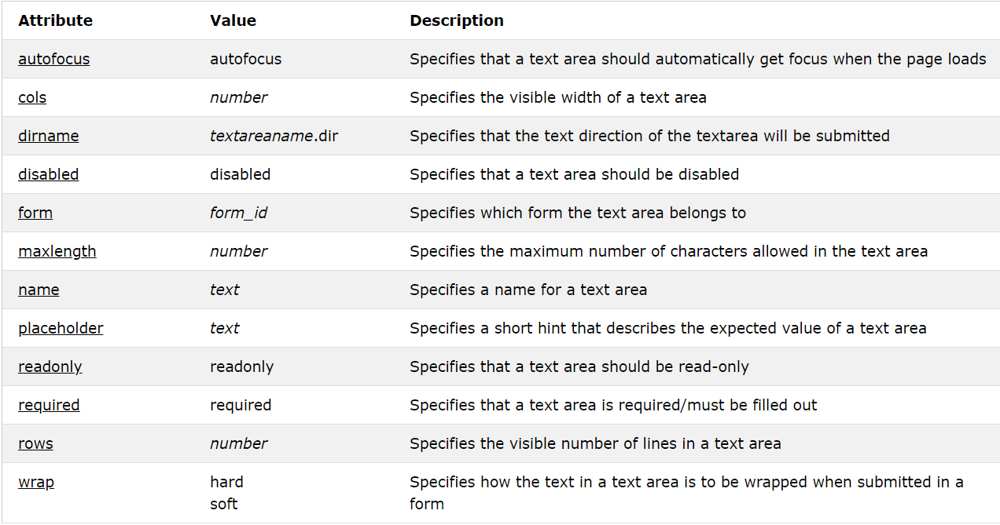 Attribute Value Description
autofocus autofocus Specifies that a text area should automatically get focus when the page loads
cols number Specifies the visible width of a text area
dirname textareaname.dir Specifies that the text direction of the textarea will be submitted
disabled disabled Specifies that a text area should be disabled
form form_id Specifies which form the text area belongs to
maxlength number Specifies the maximum number of characters allowed in the text area
name text Specifies a name for a text area
placeholder text Specifies a short hint that describes the expected value of a text area
readonly readonly Specifies that a text area should be read-only
required required Specifies that a text area is required/must be filled out
rows number Specifies the visible number of lines in a text area
wrap hard Specifies how the text in a text area is to be wrapped when submitted in a
soft form